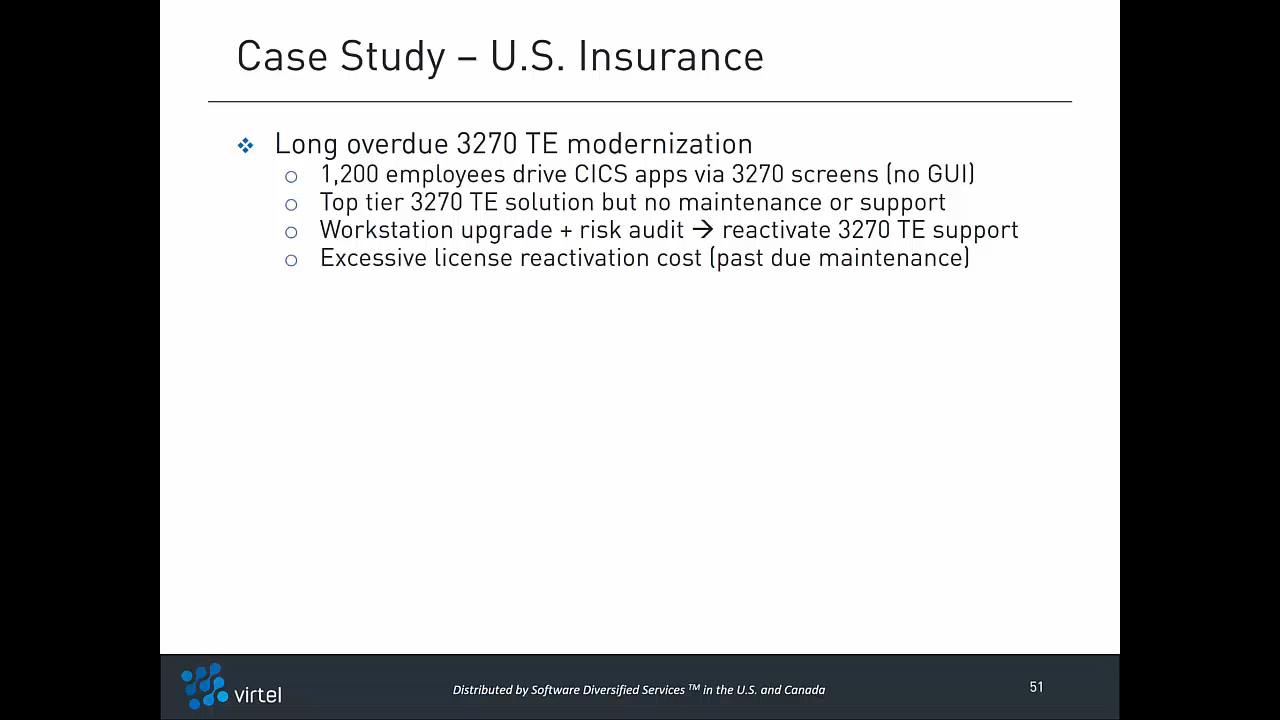 Case Study – U.S. Insurance
Long overdue 3270 TE modernization
1,200 employees drive CICS apps via 3270 screens (no GUI)
Top tier 3270 TE solution but no maintenance or support
Workstation upgrade + risk audit → reactivate 3270 TE support
Excessive license reactivation cost (past due maintenance)
virtel
Distributed by Software Diversified Services TM in the U.S. and Canada
51